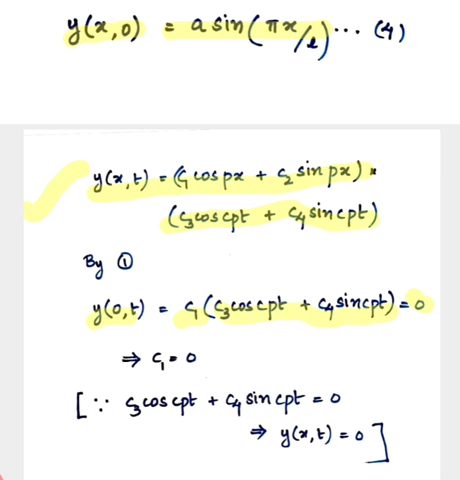 y(x,0) = a sin(πx/l)... (4)
y(x,t) = (c₁ cos px + c₂ sin px) ×
(c₃ cos cpt + c₄ sin cpt)
By ①
y(0,t) = c₁ (c₃ cos cpt + c₄ sin cpt) = 0
⇒ c₁ = 0
[∵ c₃ cos cpt + c₄ sin cpt = 0
⇒ y(x,t) = 0]